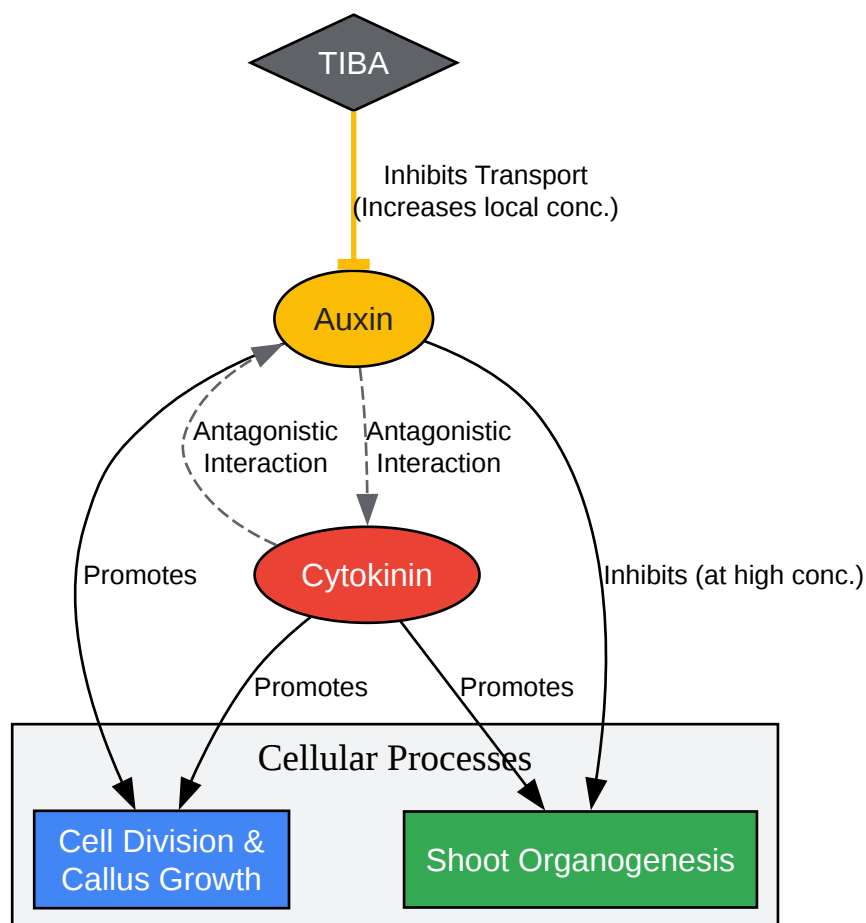 TIBA
Inhibits Transport
(Increases local conc.)
Auxin
Antagonistic
Interaction
Antagonistic
Interaction
Cytokinin
Promotes
Inhibits (at high conc.)
Promotes
Promotes
Cellular Processes
Cell Division &
Callus Growth
Shoot Organogenesis